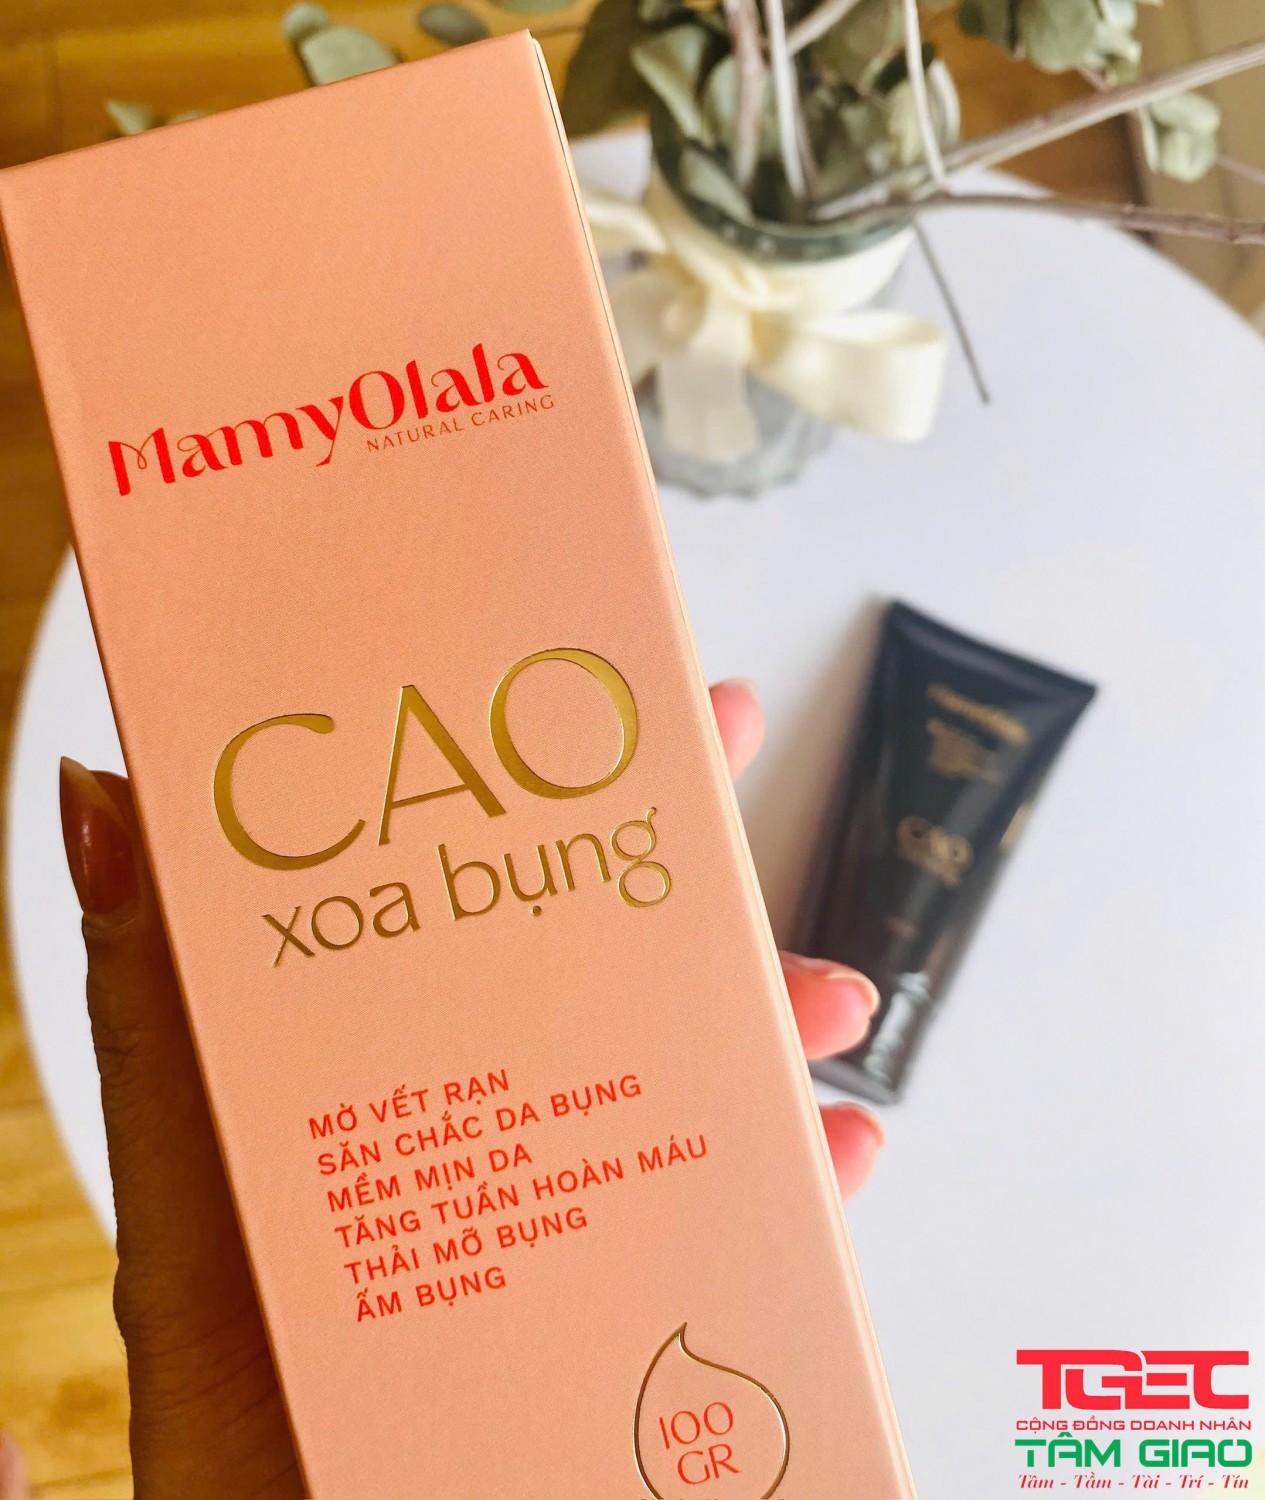 MamyOlala
NATURAL CARING
CAO
xoa bụng
MỜ VẾT RẠN
SĂN CHẮC DA BỤNG
MỀM MỊN DA
TĂNG TUẦN HOÀN MÁU
THẢI MỠ BỤNG
ẤM BỤNG
100
GR
CAO
TGEC
CỘNG ĐỒNG DOANH NHÂN
TÂM GIAO
Tâm - Tầm - Tài - Trí - Tín